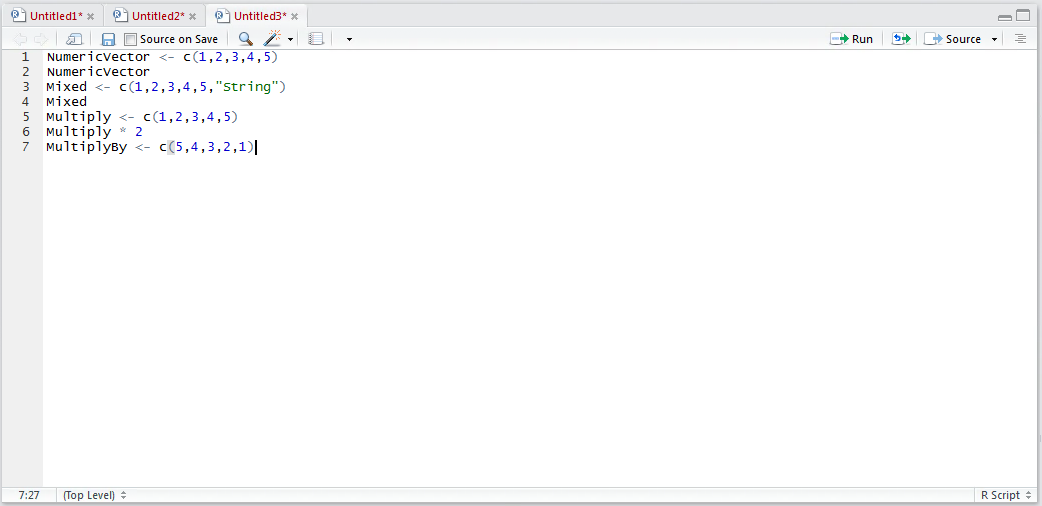 Untitled1* Untitled2* Untitled3*
Source on Save Run Source
1 NumericVector <- c(1,2,3,4,5)
2 NumericVector
3 Mixed <- c(1,2,3,4,5,"String")
4 Mixed
5 Multiply <- c(1,2,3,4,5)
6 Multiply * 2
7 MultiplyBy <- c(5,4,3,2,1)
7:27 (Top Level) R Script